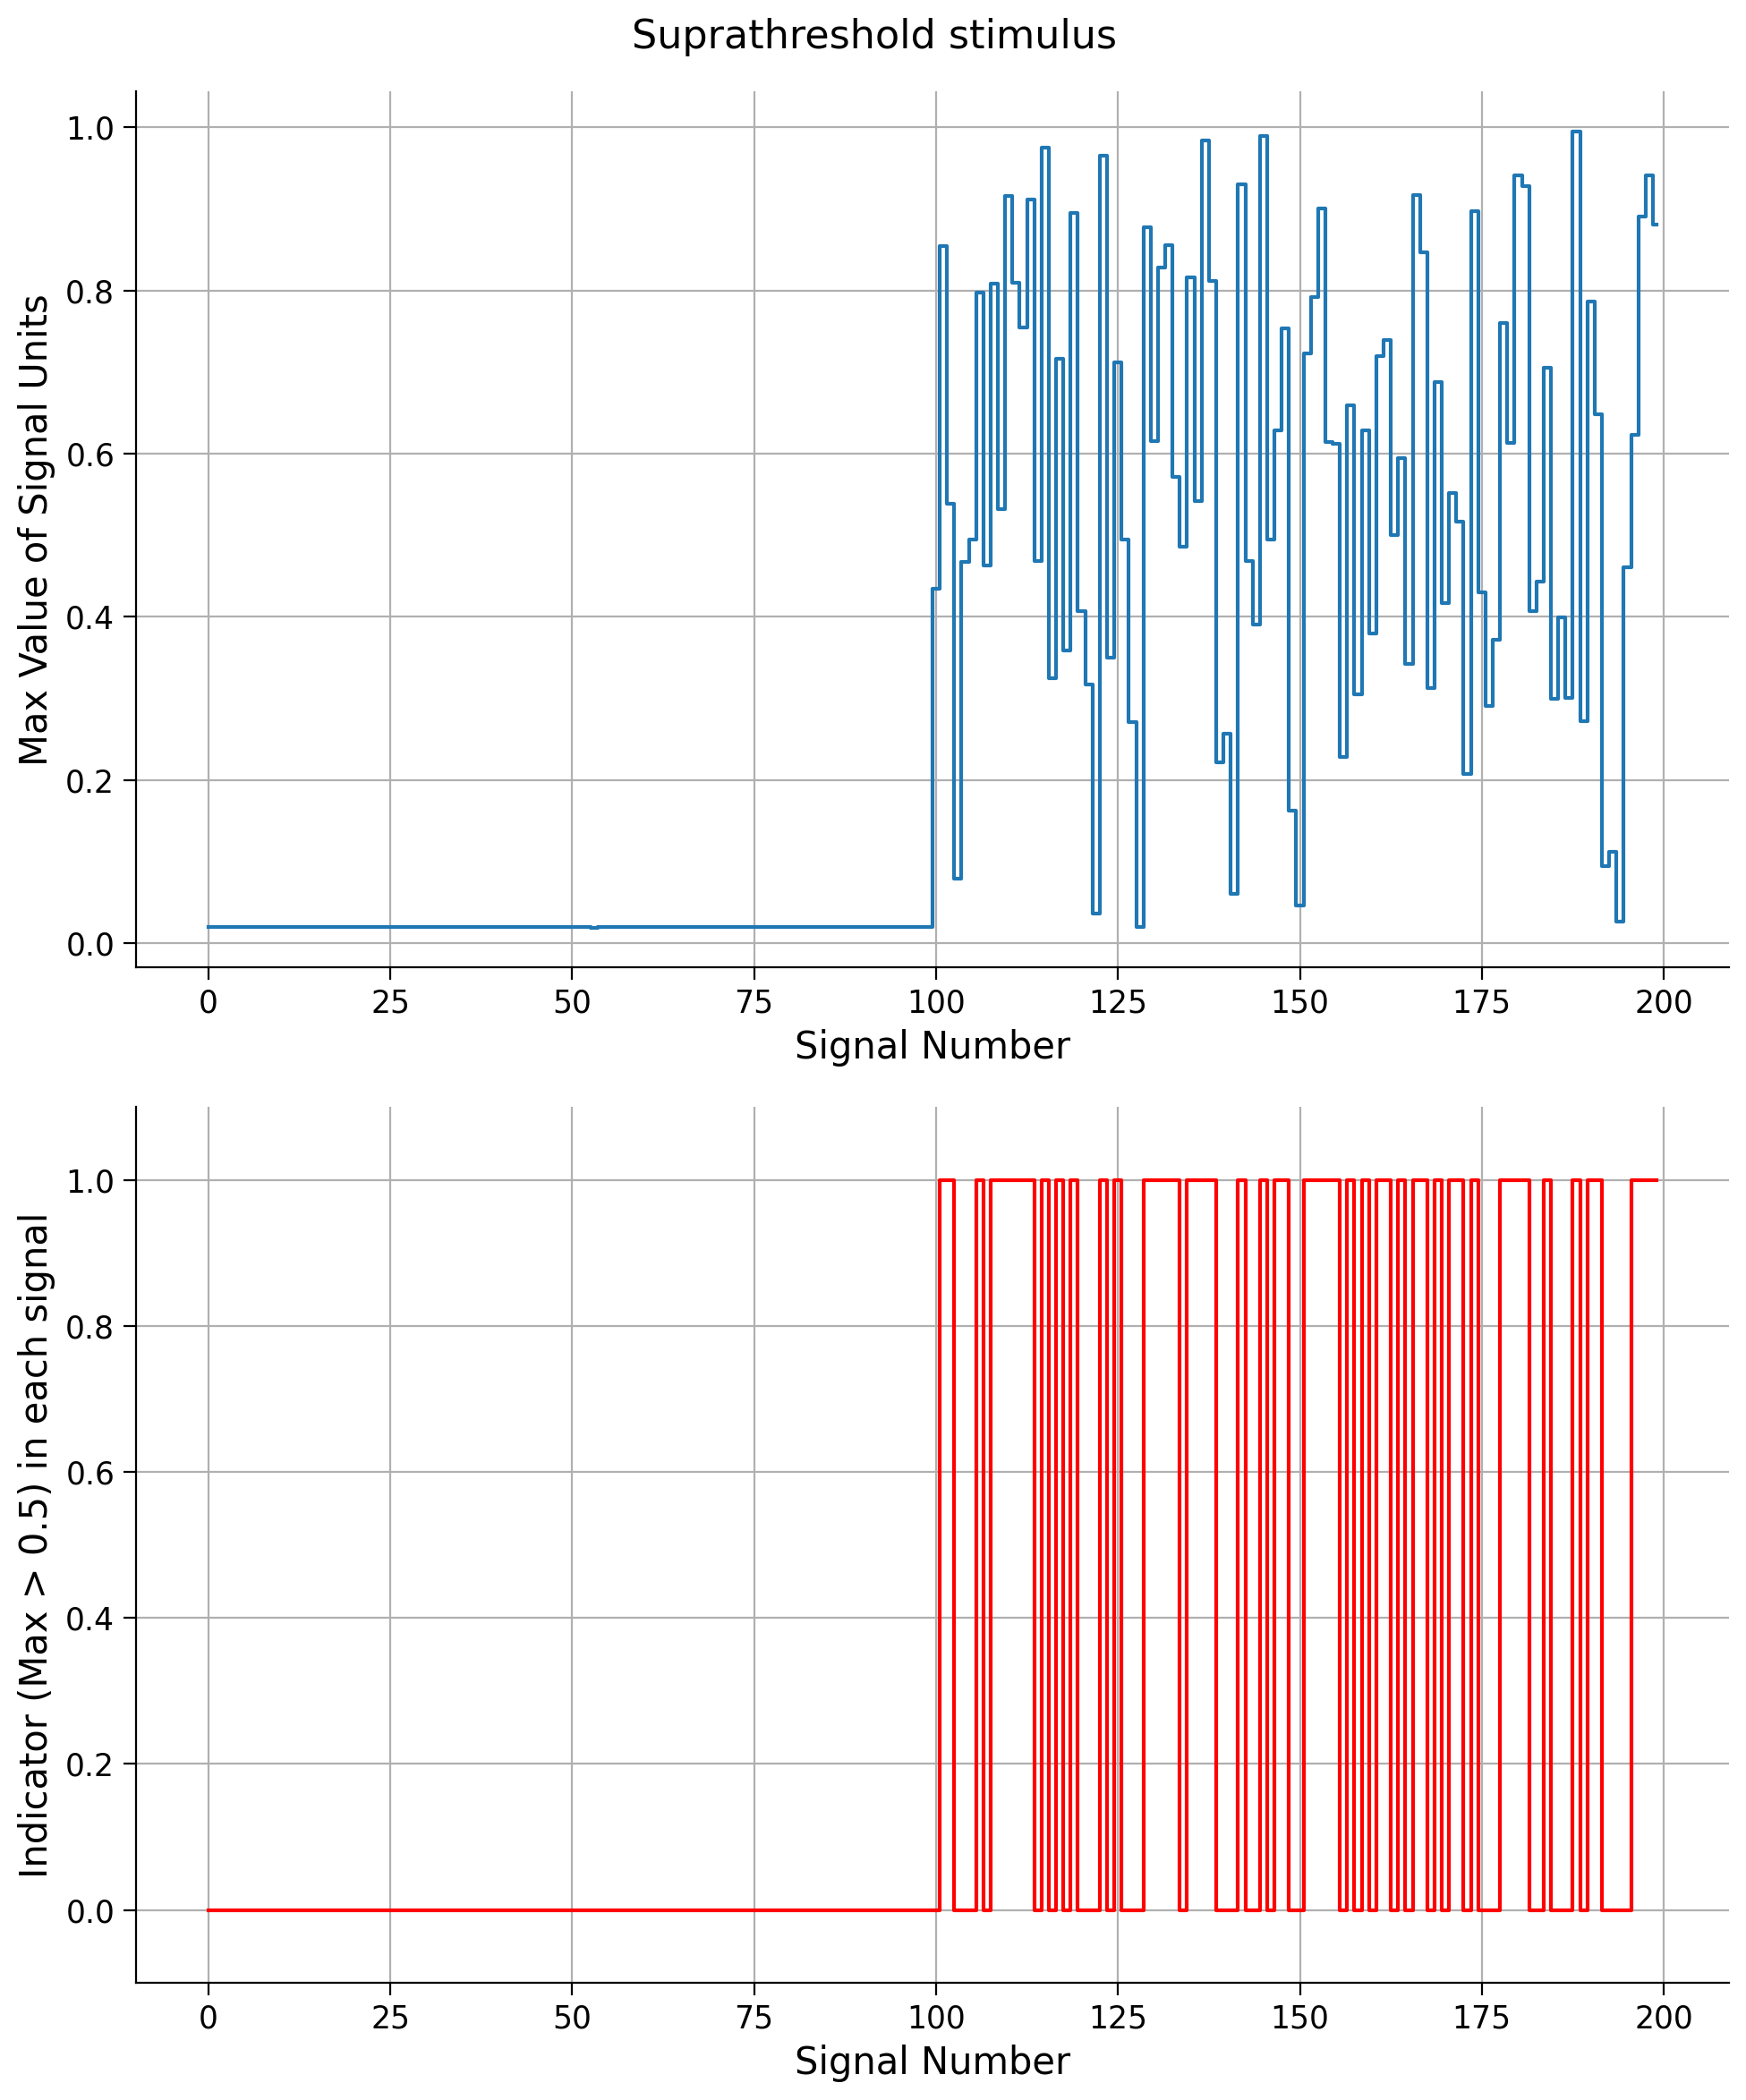 Suprathreshold stimulus
Max Value of Signal Units
1.0
0.8
0.6
0.4
0.2
0.0
0 25 50 75 100 125 150 175 200
Signal Number
Indicator (Max > 0.5) in each signal
1.0
0.8
0.6
0.4
0.2
0.0
0 25 50 75 100 125 150 175 200
Signal Number